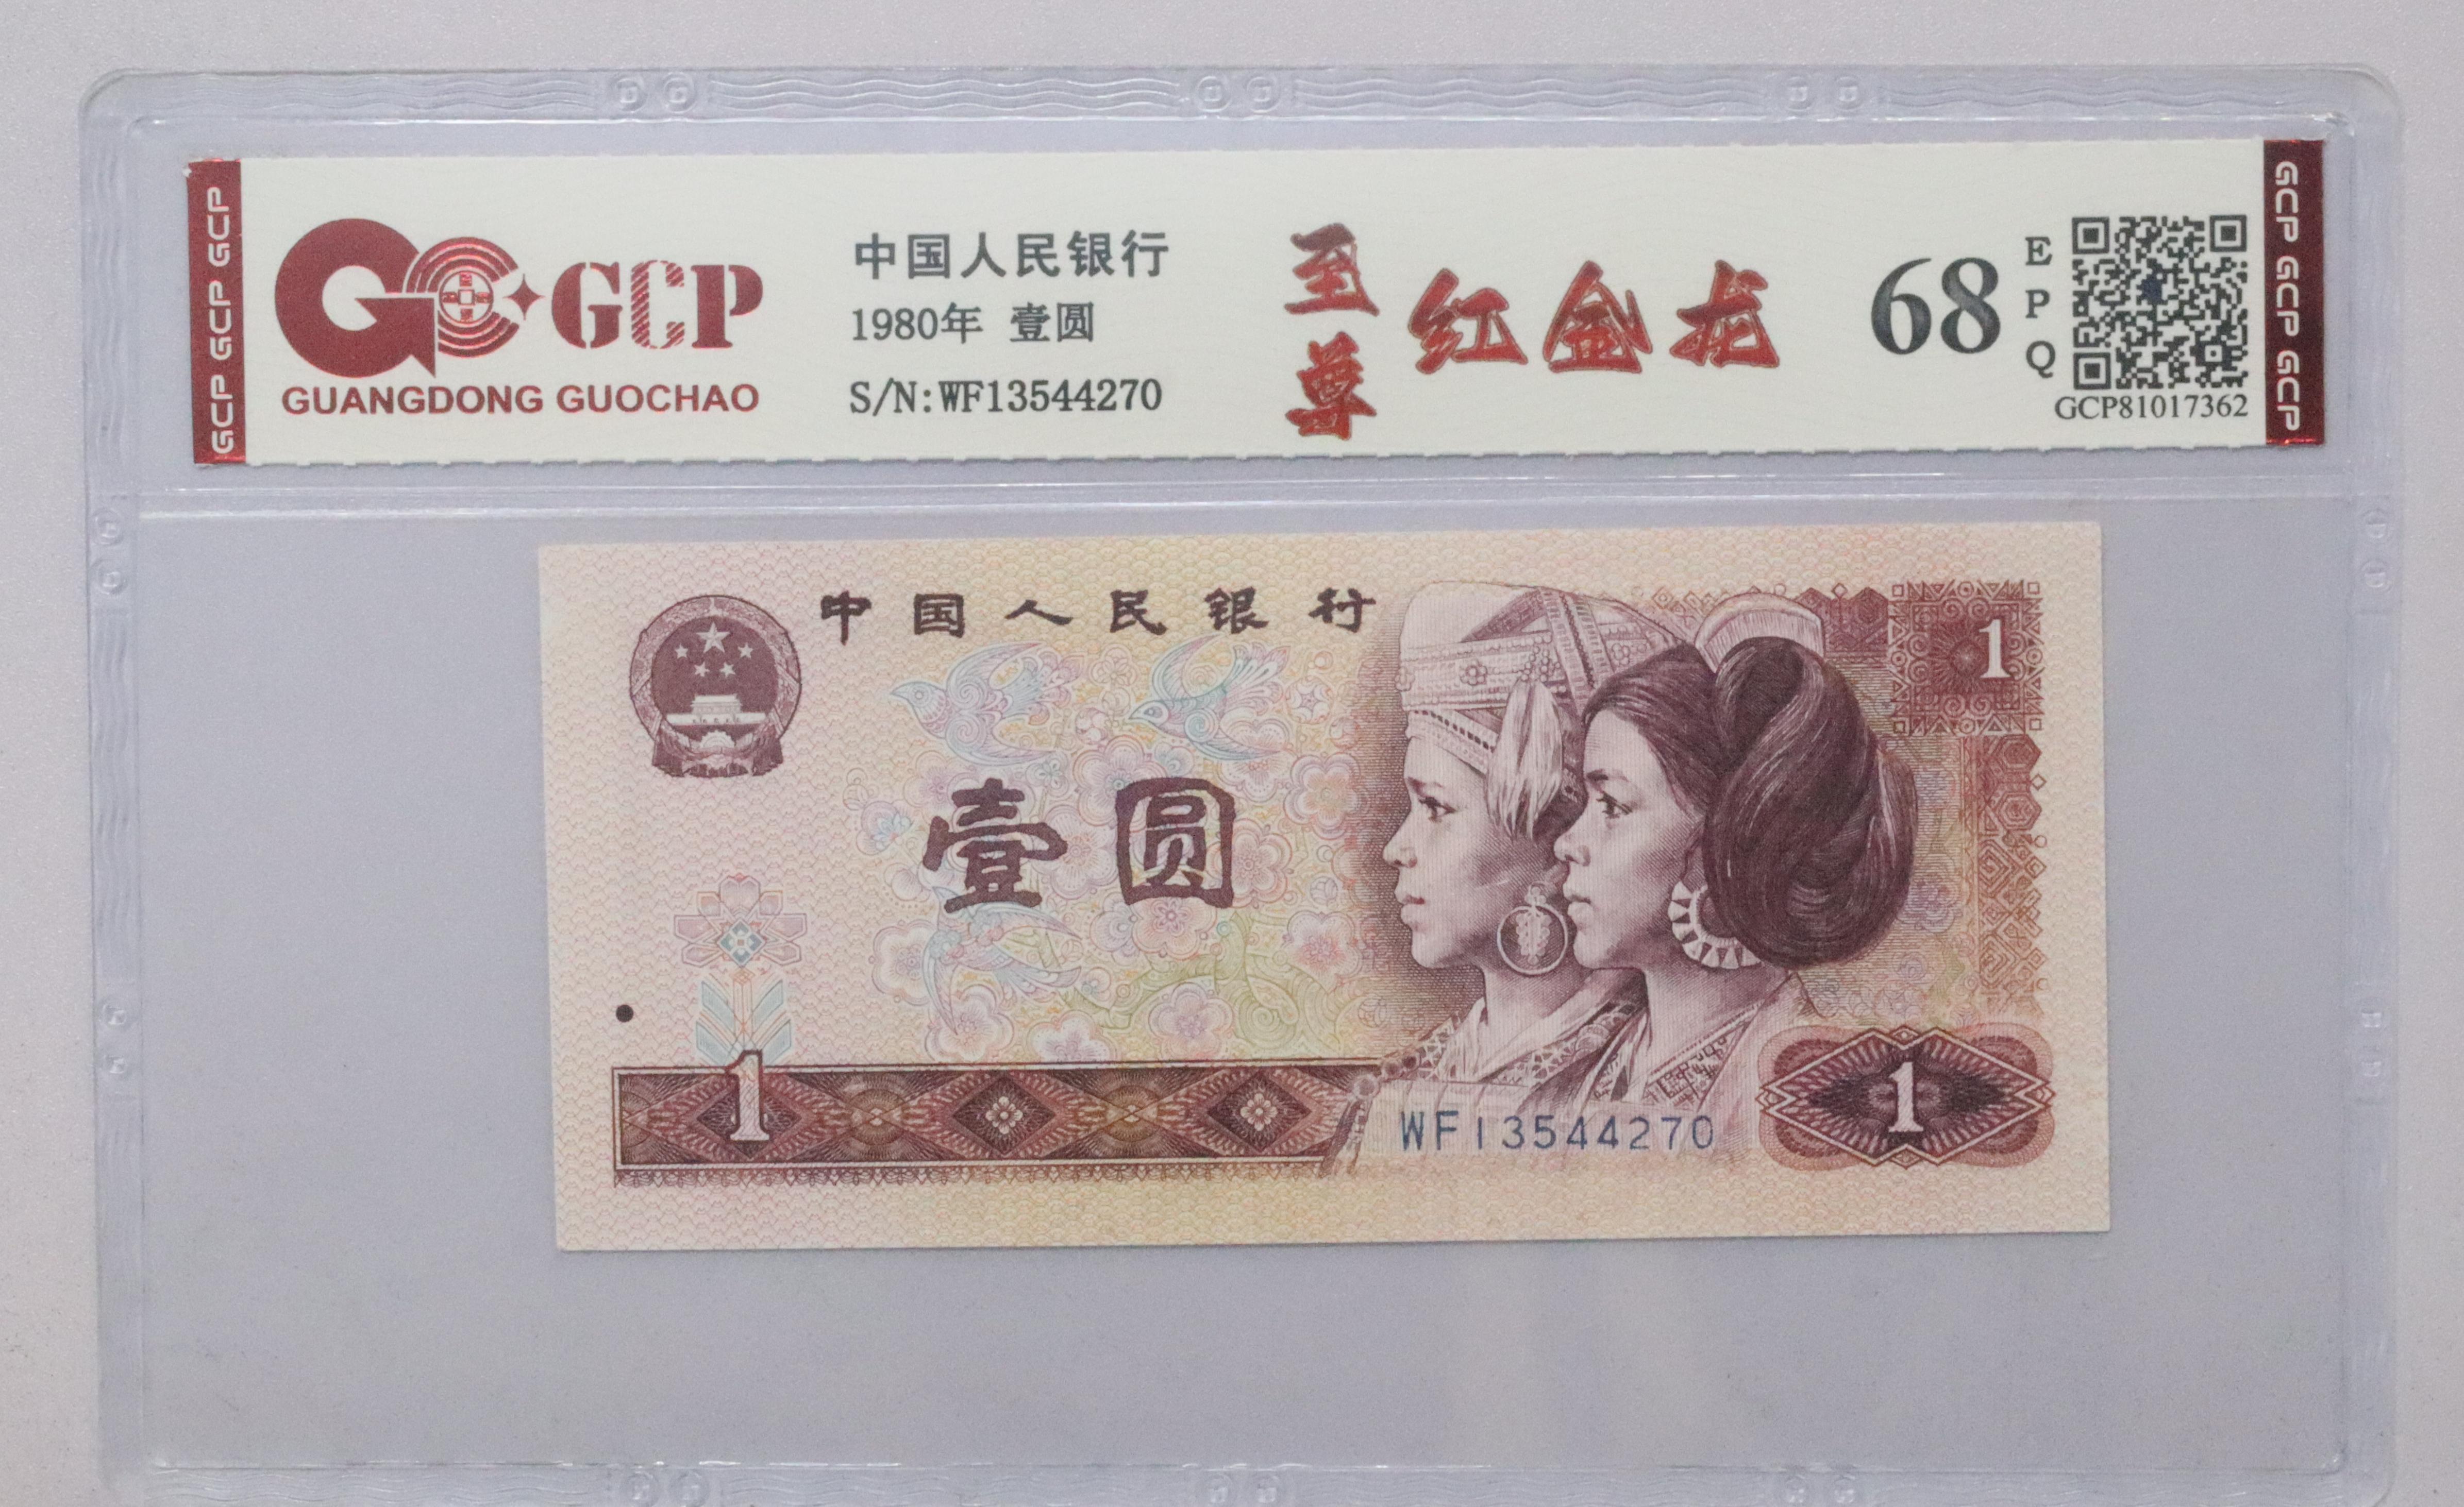 GCP GCP GCP
GCP
GUANGDONG GUOCHAO
中国人民银行
1980年 壹圆
S/N:WF13544270
至尊
红金龙
68
EPQ
GCP81017362
GCP GCP GCP
中国人民银行
1
壹圆
1
WF13544270
1